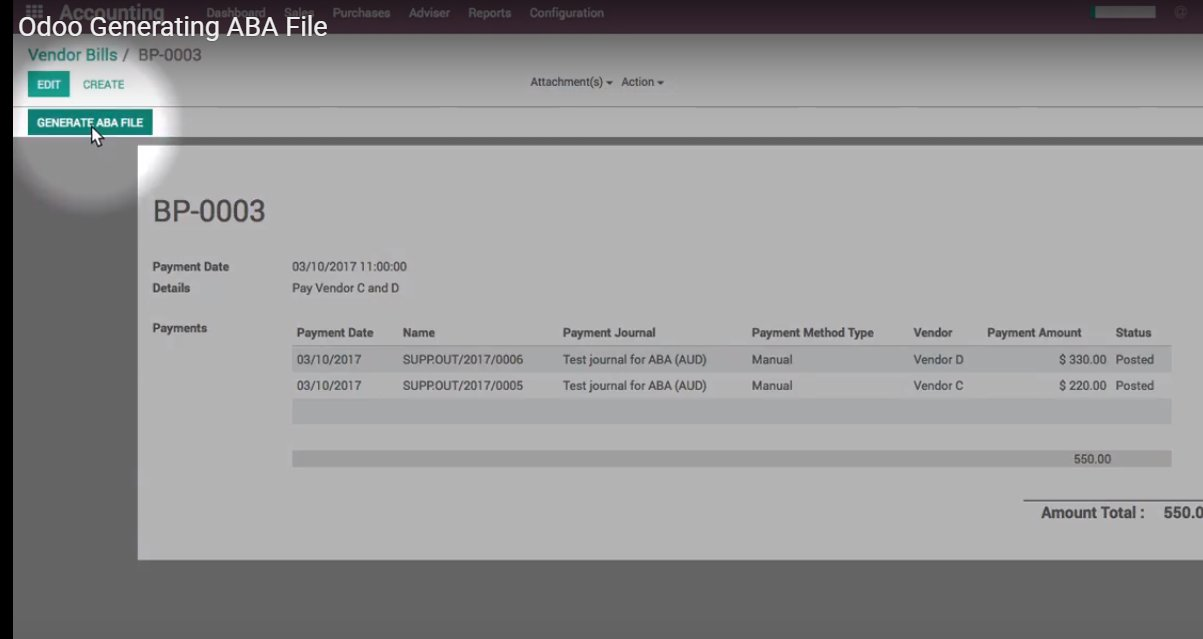 Accounting Dashboard Sales Purchases Adviser Reports Configuration
Odoo Generating ABA File
Vendor Bills / BP-0003
EDIT CREATE Attachment(s) Action
GENERATE ABA FILE
BP-0003
Payment Date 03/10/2017 11:00:00
Details Pay Vendor C and D
Payments
Payment Date Name Payment Journal Payment Method Type Vendor Payment Amount Status
03/10/2017 SUPP.OUT/2017/0006 Test journal for ABA (AUD) Manual Vendor D $ 330.00 Posted
03/10/2017 SUPP.OUT/2017/0005 Test journal for ABA (AUD) Manual Vendor C $ 220.00 Posted
550.00
Amount Total : 550.0